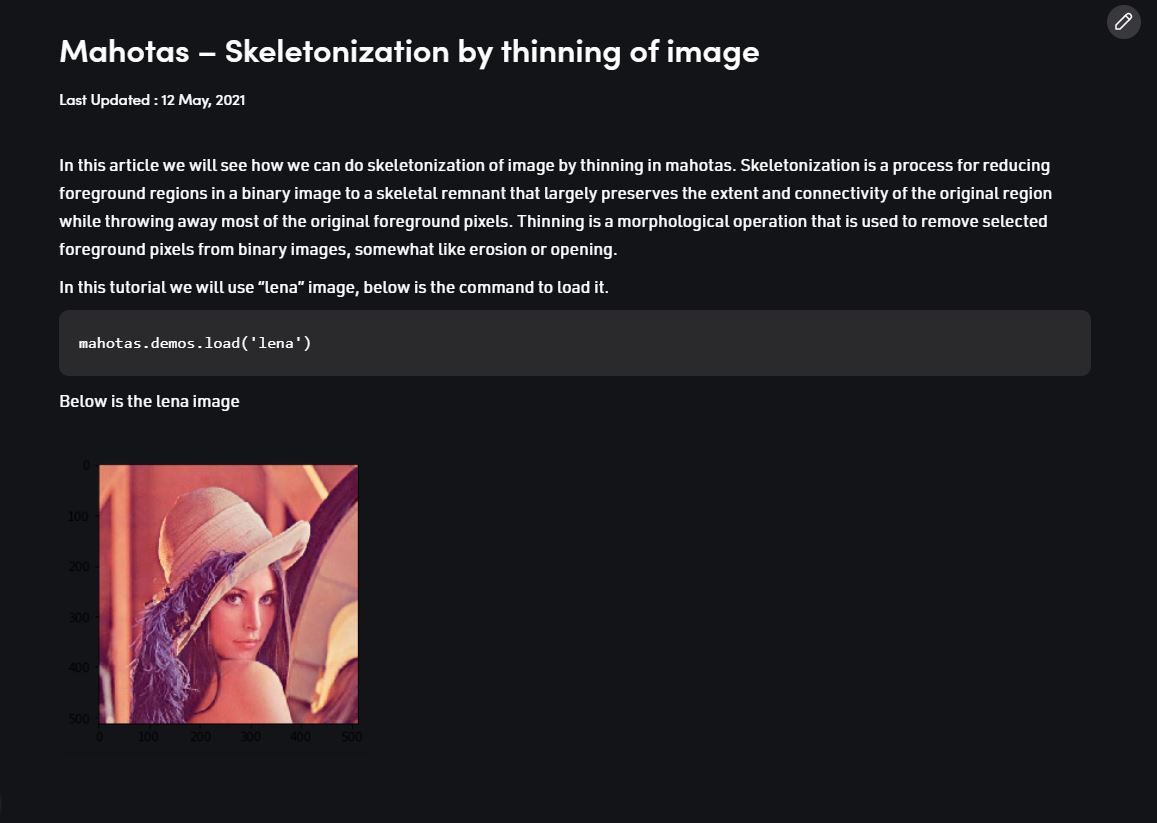 Mahotas – Skeletonization by thinning of image
Last Updated : 12 May, 2021
In this article we will see how we can do skeletonization of image by thinning in mahotas. Skeletonization is a process for reducing
foreground regions in a binary image to a skeletal remnant that largely preserves the extent and connectivity of the original region
while throwing away most of the original foreground pixels. Thinning is a morphological operation that is used to remove selected
foreground pixels from binary images, somewhat like erosion or opening.
In this tutorial we will use “lena” image, below is the command to load it.
mahotas.demos.load('lena')
Below is the lena image
0
100
200
300
400
500
0 100 200 300 400 500